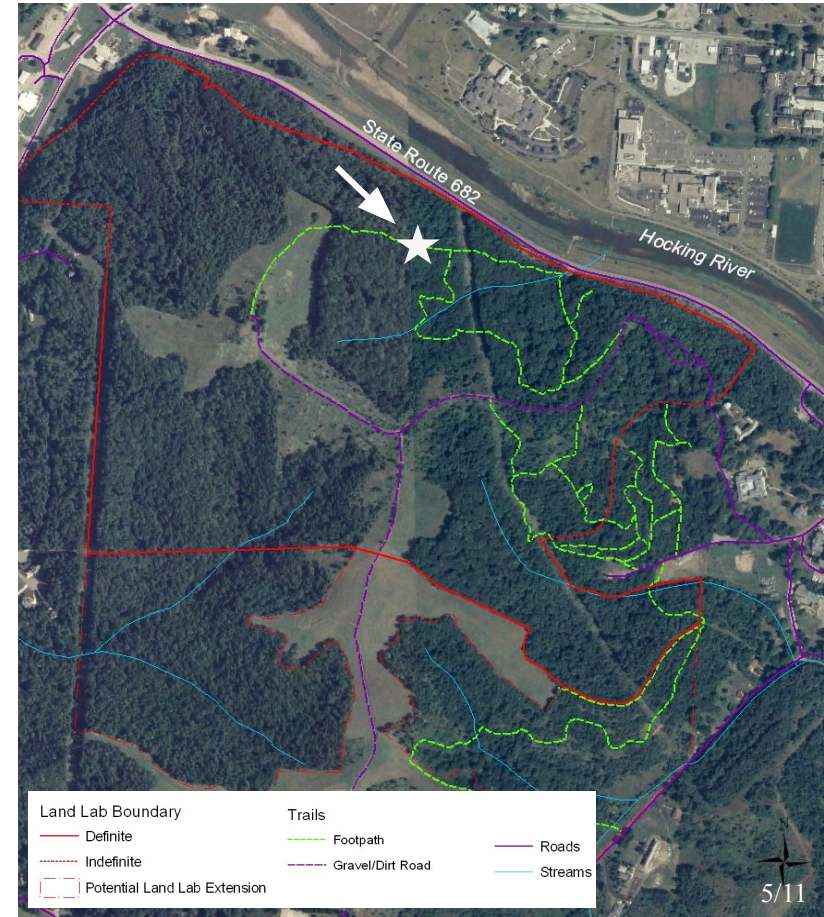 State Route 682
Hocking River
Land Lab Boundary
Definite
Indefinite
Potential Land Lab Extension
Trails
Footpath
Gravel/Dirt Road
Roads
Streams
N
5/11